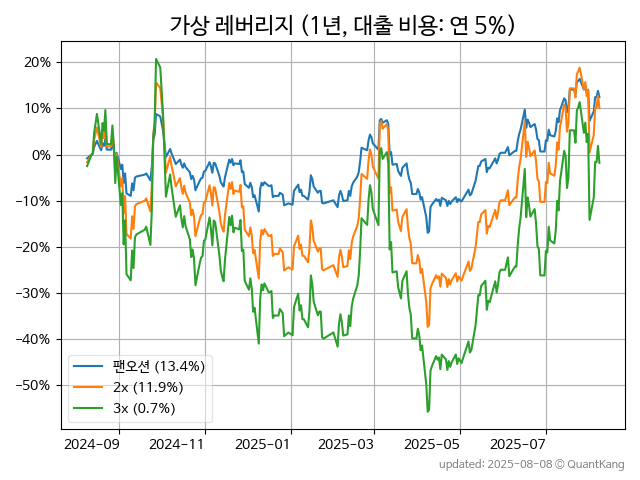 가상 레버리지 (1년, 대출 비용: 연 5%)
20%
10%
0%
−10%
−20%
−30%
−40%
−50%
팬오션 (13.4%)
2x (11.9%)
3x (0.7%)
2024-09
2024-11
2025-01
2025-03
2025-05
2025-07
updated: 2025-08-08 © QuantKang